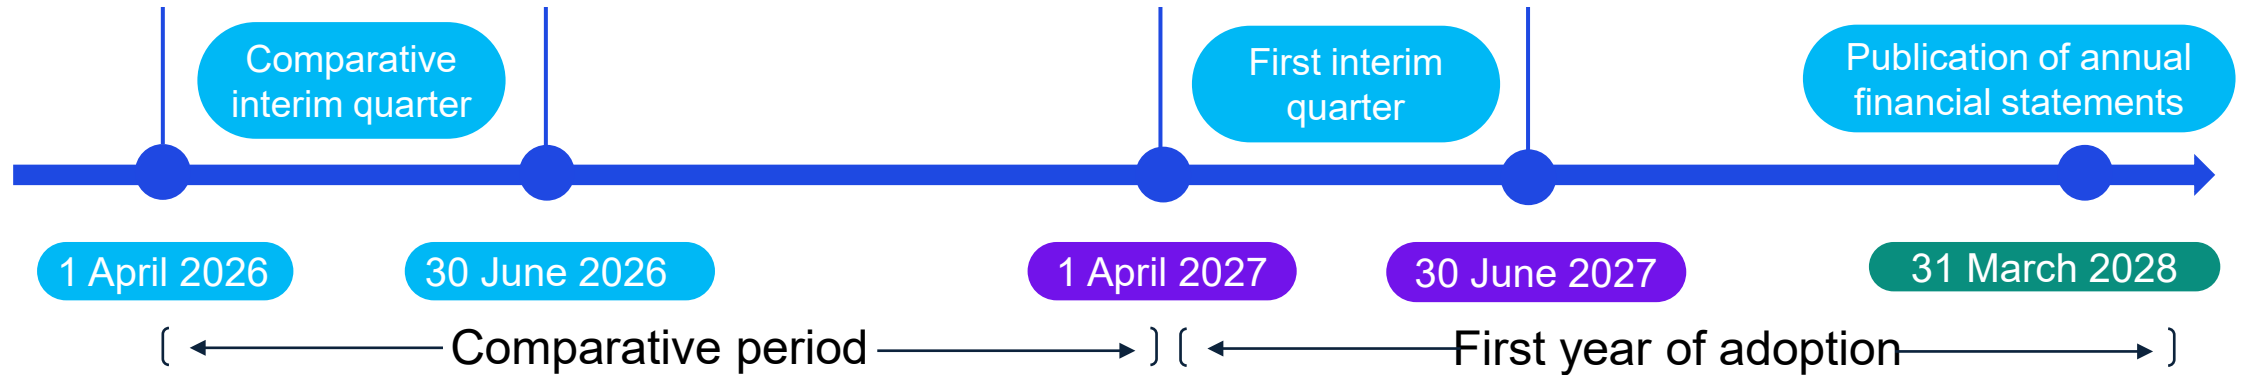 Comparative
interim quarter
First interim
quarter
Publication of annual
financial statements
1 April 2026
30 June 2026
1 April 2027
30 June 2027
31 March 2028
Comparative period
First year of adoption